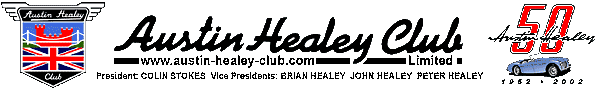 Austin Healey
Club
Austin Healey Club
www.austin-healey-club.com Limited
President: COLIN STOKES Vice Presidents: BRIAN HEALEY JOHN HEALEY PETER HEALEY
50
Austin Healey
1952 • 2002